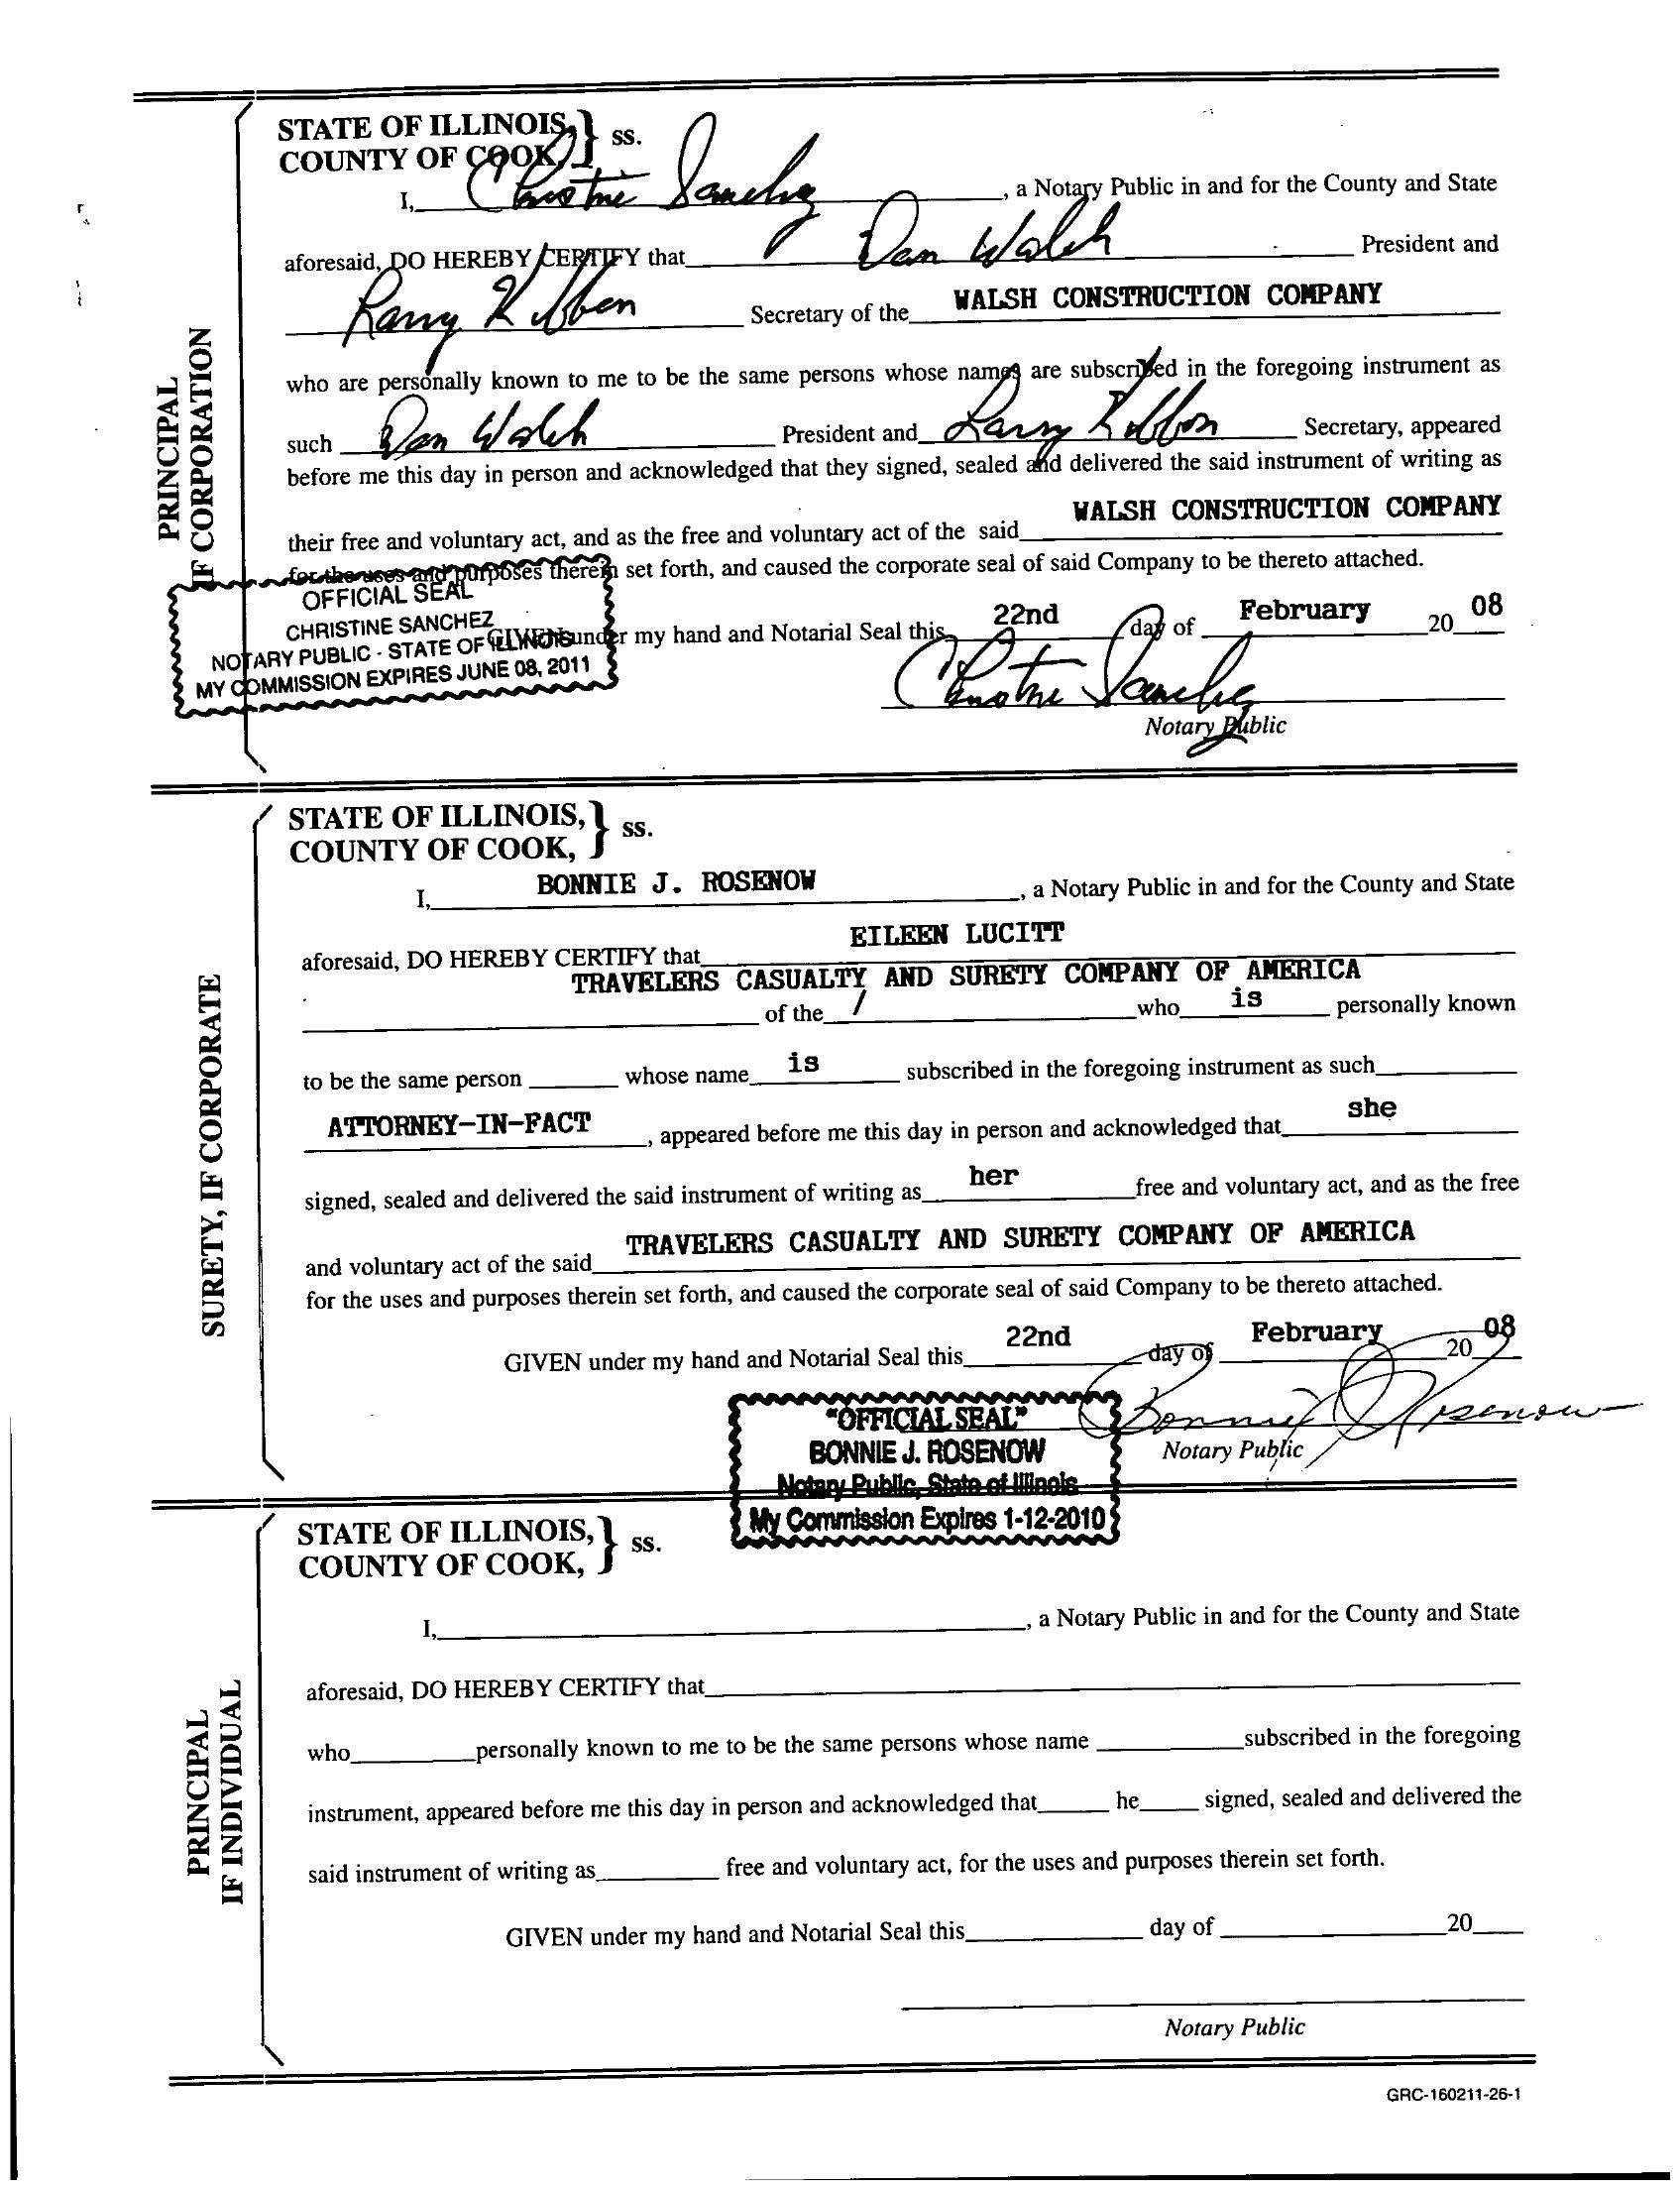 STATE OF ILLINOIS, } ss.
COUNTY OF COOK,
I, Christine Sanchez, a Notary Public in and for the County and State
aforesaid, DO HEREBY CERTIFY that Dan Walsh President and
Larry Kibbon Secretary of the WALSH CONSTRUCTION COMPANY
who are personally known to me to be the same persons whose names are subscribed in the foregoing instrument as
such Dan Walsh President and Larry Kibbon Secretary, appeared
before me this day in person and acknowledged that they signed, sealed and delivered the said instrument of writing as
their free and voluntary act, and as the free and voluntary act of the said WALSH CONSTRUCTION COMPANY
for the uses and purposes therein set forth, and caused the corporate seal of said Company to be thereto attached.
GIVEN under my hand and Notarial Seal this 22nd day of February 20 08
Christine Sanchez
Notary Public
OFFICIAL SEAL
CHRISTINE SANCHEZ
NOTARY PUBLIC - STATE OF ILLINOIS
MY COMMISSION EXPIRES JUNE 08, 2011
PRINCIPAL
IF CORPORATION
STATE OF ILLINOIS, } ss.
COUNTY OF COOK,
I, BONNIE J. ROSENOW, a Notary Public in and for the County and State
aforesaid, DO HEREBY CERTIFY that EILEEN LUCITT
TRAVELERS CASUALTY AND SURETY COMPANY OF AMERICA
of the / who is personally known
to be the same person whose name is subscribed in the foregoing instrument as such
ATTORNEY-IN-FACT, appeared before me this day in person and acknowledged that she
signed, sealed and delivered the said instrument of writing as her free and voluntary act, and as the free
and voluntary act of the said TRAVELERS CASUALTY AND SURETY COMPANY OF AMERICA
for the uses and purposes therein set forth, and caused the corporate seal of said Company to be thereto attached.
GIVEN under my hand and Notarial Seal this 22nd day of February 20 08
Bonnie J Rosenow
Notary Public
"OFFICIAL SEAL"
BONNIE J. ROSENOW
Notary Public, State of Illinois
My Commission Expires 1-12-2010
SURETY, IF CORPORATE
STATE OF ILLINOIS, } ss.
COUNTY OF COOK,
I, , a Notary Public in and for the County and State
aforesaid, DO HEREBY CERTIFY that
who personally known to me to be the same persons whose name subscribed in the foregoing
instrument, appeared before me this day in person and acknowledged that he signed, sealed and delivered the
said instrument of writing as free and voluntary act, for the uses and purposes therein set forth.
GIVEN under my hand and Notarial Seal this day of 20
Notary Public
PRINCIPAL
IF INDIVIDUAL
GRC-160211-26-1